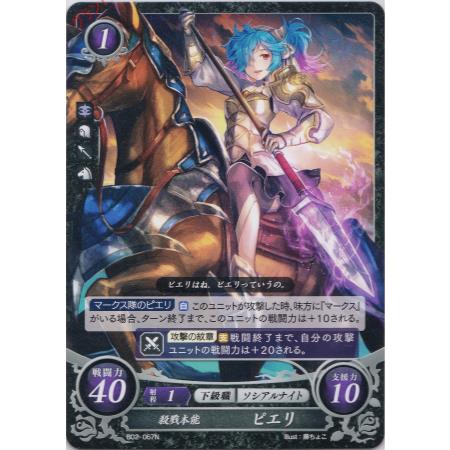 1
ピエリはね、ピエリっていうの。
マークス隊のピエリ 自 このユニットが攻撃した時、味方に『マークス』
がいる場合、ターン終了まで、このユニットの戦闘力は+10される。
攻撃の紋章 支 戦闘終了まで、自分の攻撃
ユニットの戦闘力は+20される。
戦闘力
40
射程 1
下級職 ソシアルナイト
支援力
10
殺戮本能 ピエリ
B02-067N
Illust:藤ちょこ